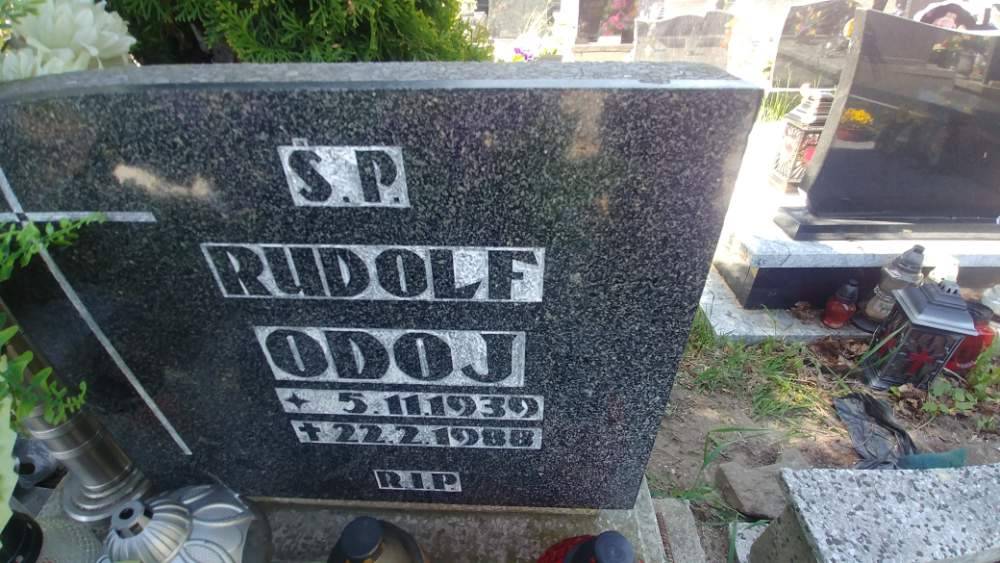 Ś.P.
RUDOLF
ODOJ
5.11.1939
✝ 22.2.1988
R.I.P.